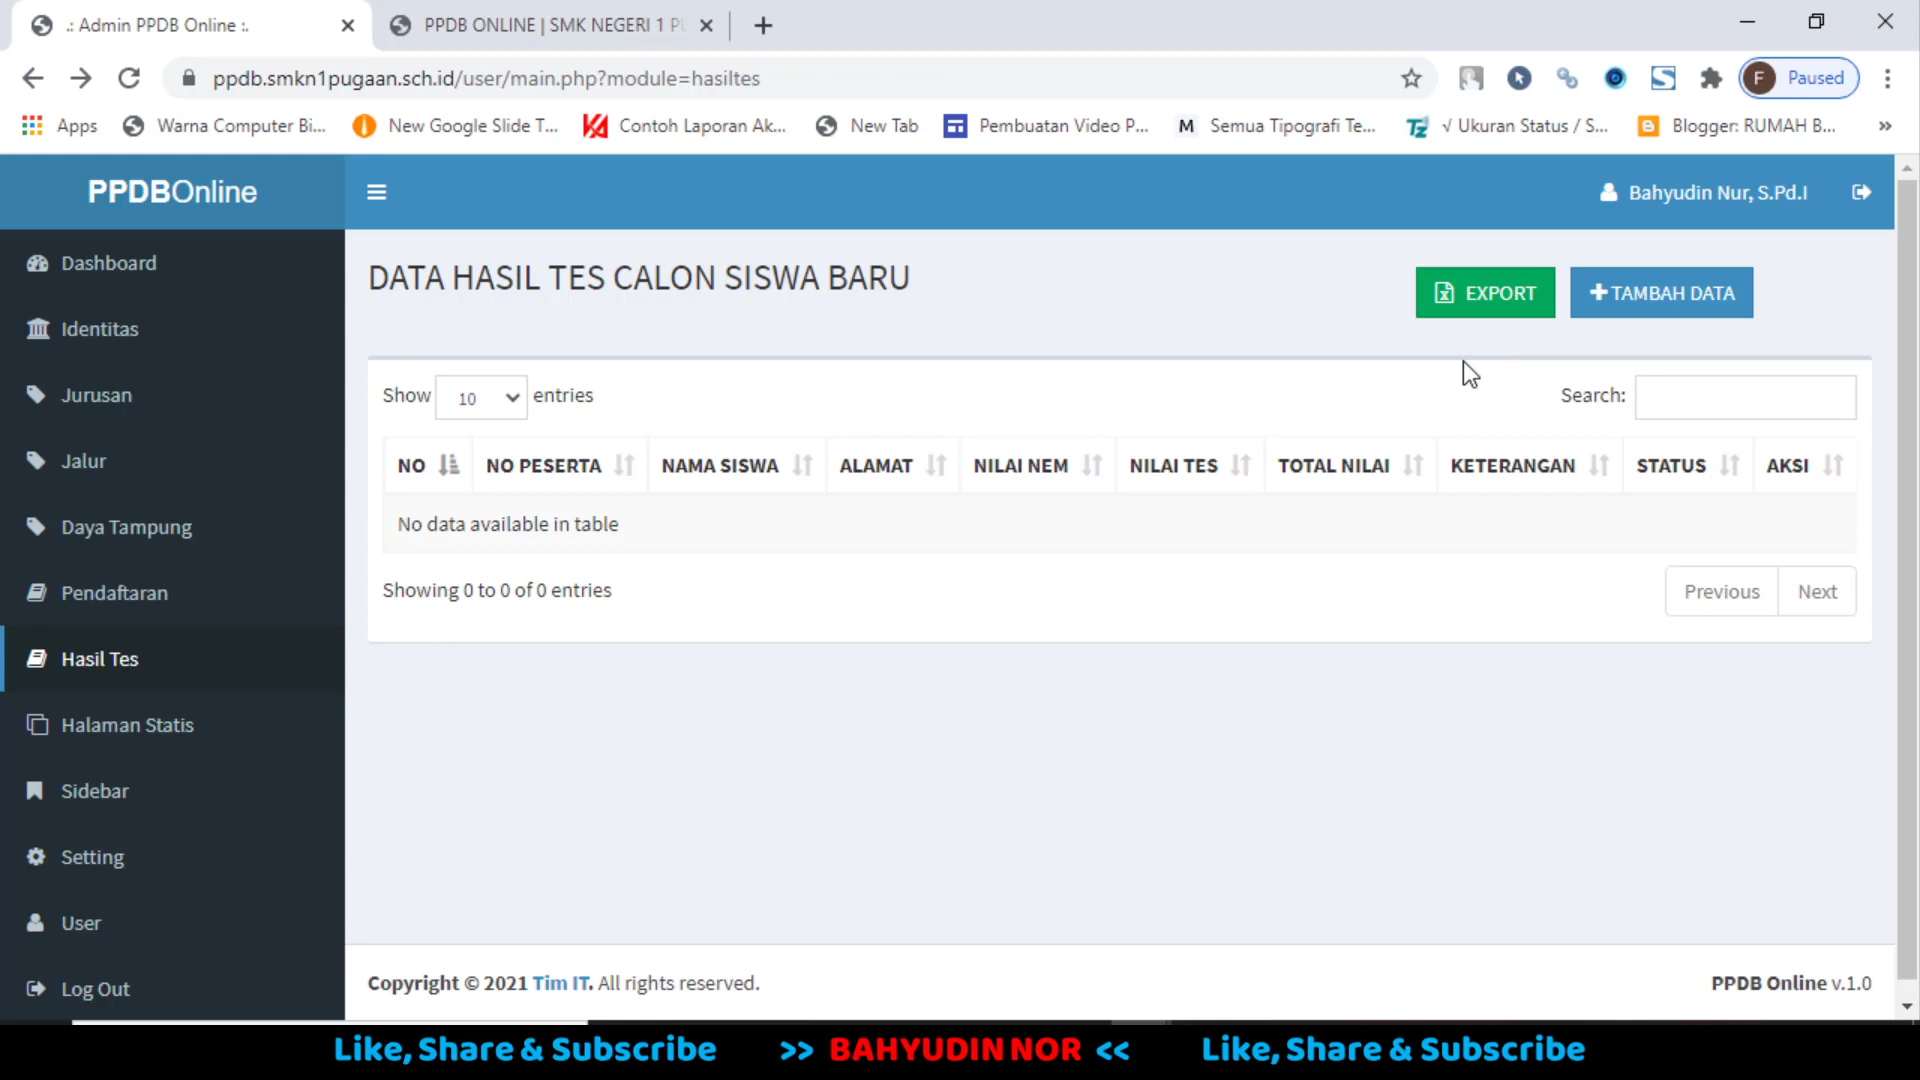 .: Admin PPDB Online :.
PPDB ONLINE | SMK NEGERI 1 PU
ppdb.smkn1pugaan.sch.id/user/main.php?module=hasiltes
F Paused
Apps
Warna Computer Bi...
New Google Slide T...
Contoh Laporan Ak...
New Tab
Pembuatan Video P...
M Semua Tipografi Te...
√ Ukuran Status / S...
Blogger: RUMAH B...
»
PPDBOnline
Bahyudin Nur, S.Pd.I
Dashboard
Identitas
Jurusan
Jalur
Daya Tampung
Pendaftaran
Hasil Tes
Halaman Statis
Sidebar
Setting
User
Log Out
DATA HASIL TES CALON SISWA BARU
EXPORT
+TAMBAH DATA
Show 10 entries
Search:
NO NO PESERTA NAMA SISWA ALAMAT NILAI NEM NILAI TES TOTAL NILAI KETERANGAN STATUS AKSI
No data available in table
Showing 0 to 0 of 0 entries
Previous Next
Copyright © 2021 Tim IT. All rights reserved.
PPDB Online v.1.0
Like, Share & Subscribe >> BAHYUDIN NOR << Like, Share & Subscribe